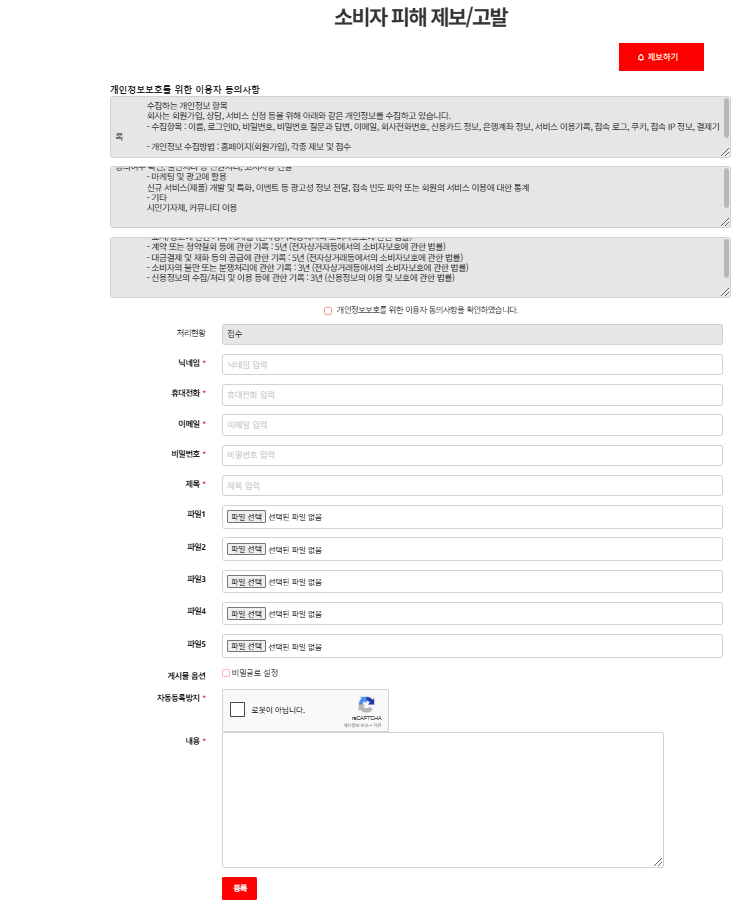 소비자 피해 제보/고발
제보하기
개인정보보호를 위한 이용자 동의사항
수집하는 개인정보 항목
회사는 회원가입, 상담, 서비스 신청 등을 위해 아래와 같은 개인정보를 수집하고 있습니다.
- 수집항목 : 이름, 로그인ID, 비밀번호, 비밀번호 질문과 답변, 이메일, 회사전화번호, 신용카드 정보, 은행계좌 정보, 서비스 이용기록, 접속 로그, 쿠키, 접속 IP 정보, 결제기
록
- 개인정보 수집방법 : 홈페이지(회원가입), 각종 제보 및 접수
- 마케팅 및 광고에 활용
신규 서비스(제품) 개발 및 특화, 이벤트 등 광고성 정보 전달, 접속 빈도 파악 또는 회원의 서비스 이용에 대한 통계
- 기타
시민기자제, 커뮤니티 이용
- 계약 또는 청약철회 등에 관한 기록 : 5년 (전자상거래등에서의 소비자보호에 관한 법률)
- 대금결제 및 재화 등의 공급에 관한 기록 : 5년 (전자상거래등에서의 소비자보호에 관한 법률)
- 소비자의 불만 또는 분쟁처리에 관한 기록 : 3년 (전자상거래등에서의 소비자보호에 관한 법률)
- 신용정보의 수집/처리 및 이용 등에 관한 기록 : 3년 (신용정보의 이용 및 보호에 관한 법률)
개인정보보호를 위한 이용자 동의사항을 확인하였습니다.
처리현황 접수
닉네임 * 닉네임 입력
휴대전화 * 휴대전화 입력
이메일 * 이메일 입력
비밀번호 * 비밀번호 입력
제목 * 제목 입력
파일1 파일 선택 선택된 파일 없음
파일2 파일 선택 선택된 파일 없음
파일3 파일 선택 선택된 파일 없음
파일4 파일 선택 선택된 파일 없음
파일5 파일 선택 선택된 파일 없음
게시물 옵션 비밀글로 설정
자동등록방지 * 로봇이 아닙니다.
reCAPTCHA
개인정보 보호 • 약관
내용 *
등록